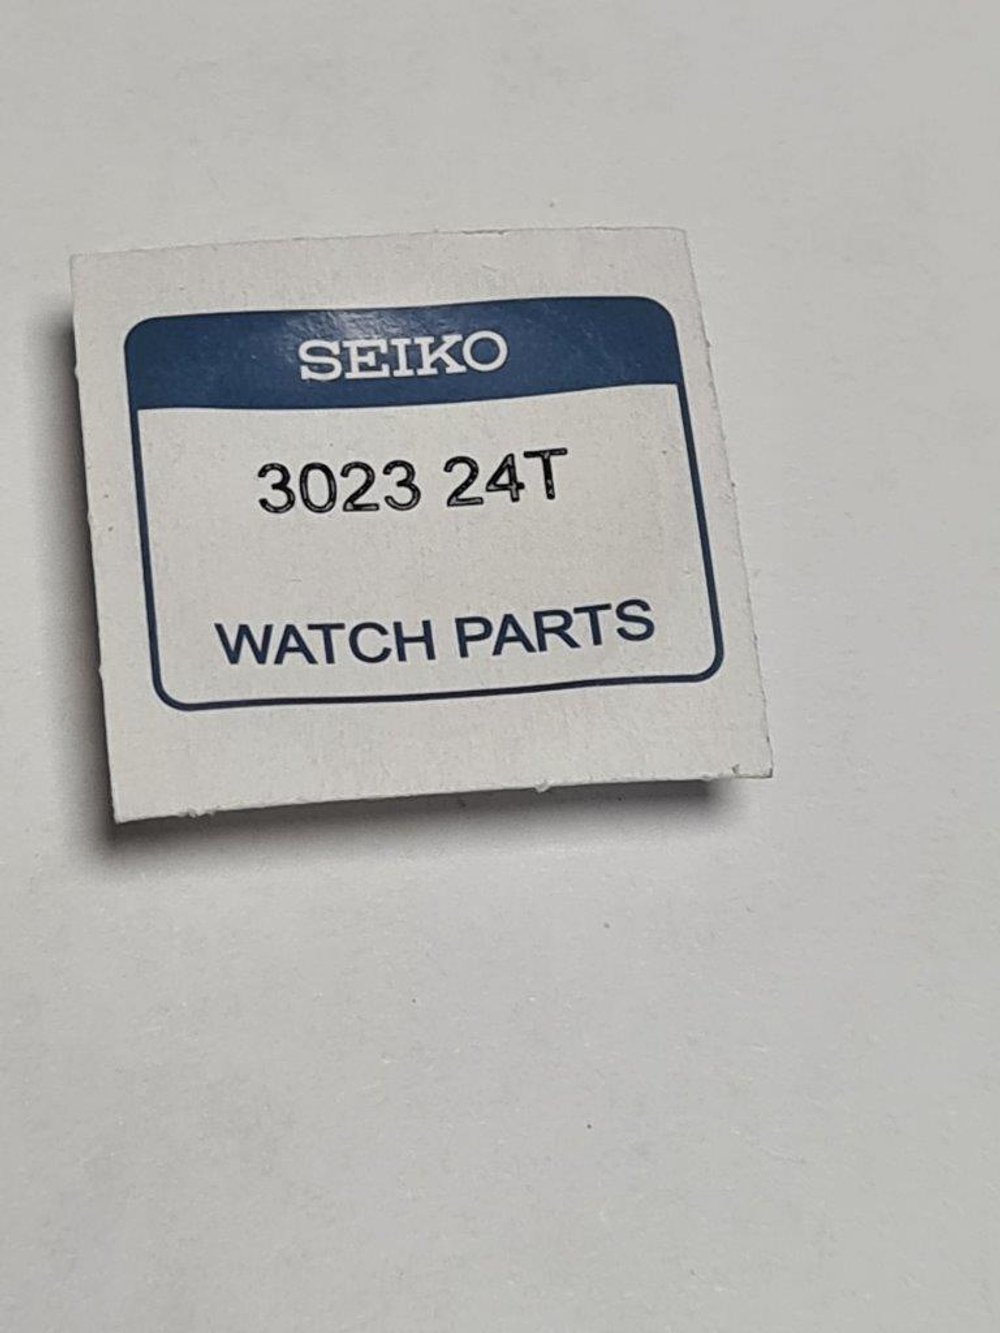 SEIKO
3023 24T
WATCH PARTS